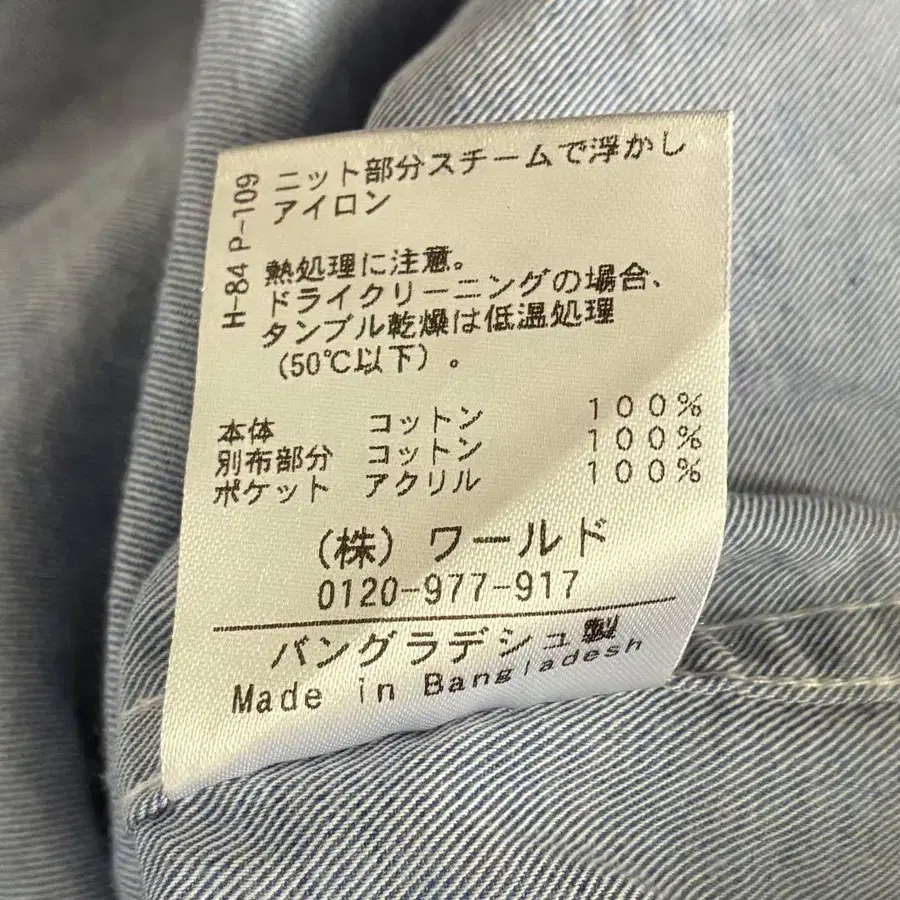 H-84 P-109
ニット部分スチームで浮かし
アイロン
熱処理に注意。
ドライクリーニングの場合、
タンブル乾燥は低温処理
(50℃以下)。
本体 コットン 100%
別布部分 コットン 100%
ポケット アクリル 100%
(株) ワールド
0120-977-917
バングラデシュ製
Made in Bangladesh